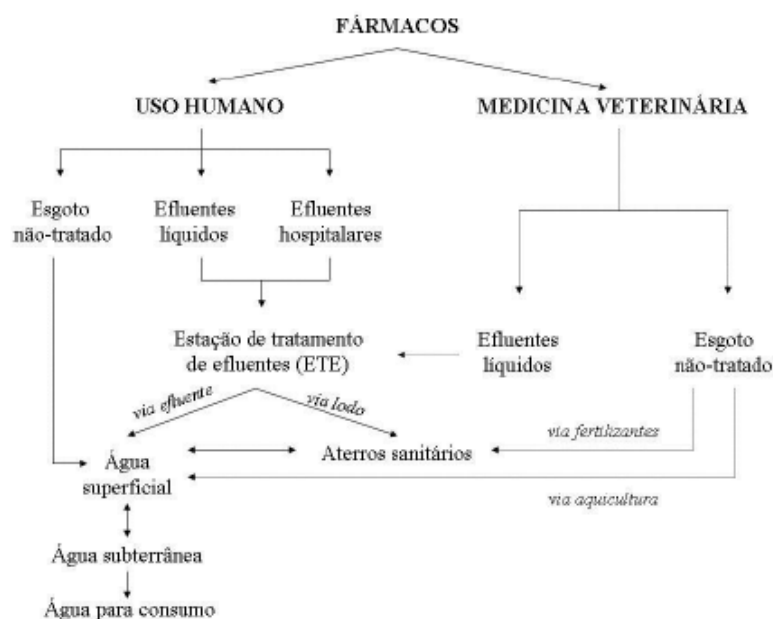 FÁRMACOS
USO HUMANO
MEDICINA VETERINÁRIA
Esgoto
não-tratado
Efluentes
líquidos
Efluentes
hospitalares
Estação de tratamento
de efluentes (ETE)
Efluentes
líquidos
Esgoto
não-tratado
via efluente
via lodo
via fertilizantes
Água
superficial
Aterros sanitários
via aquicultura
Água subterrânea
Água para consumo